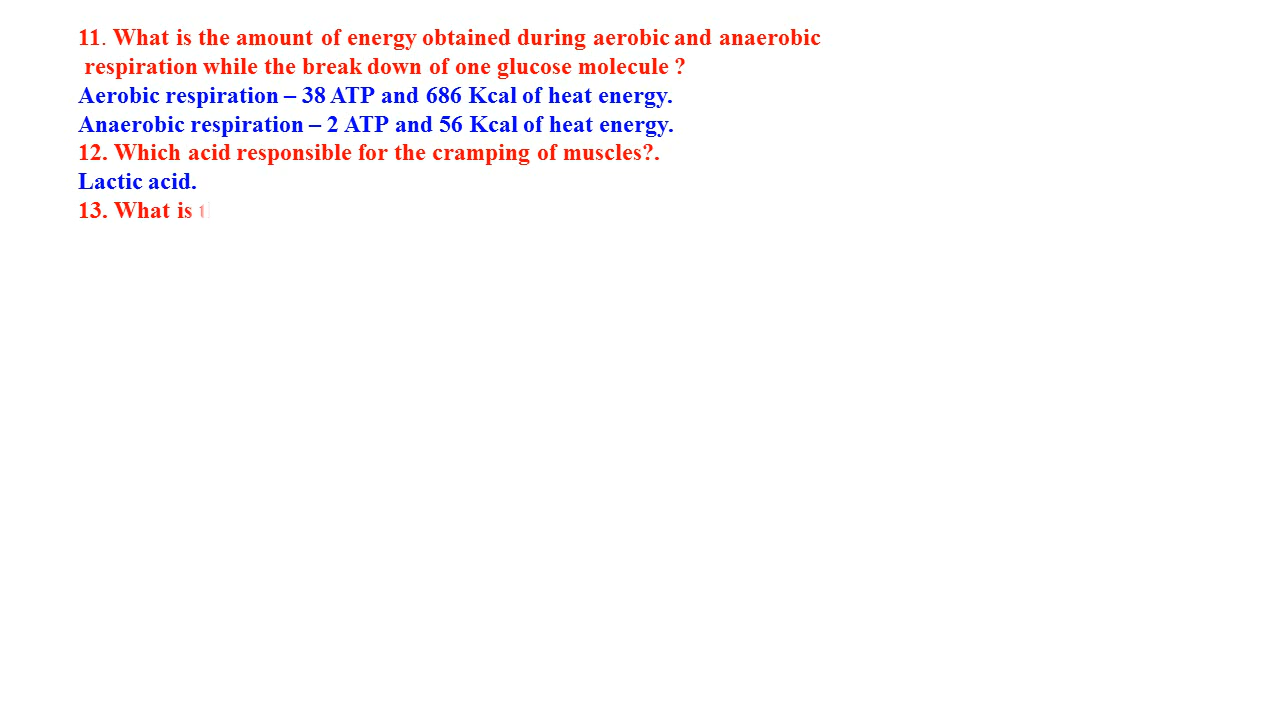 11. What is the amount of energy obtained during aerobic and anaerobic
respiration while the break down of one glucose molecule ?
Aerobic respiration – 38 ATP and 686 Kcal of heat energy.
Anaerobic respiration – 2 ATP and 56 Kcal of heat energy.
12. Which acid responsible for the cramping of muscles?.
Lactic acid.
13. What is